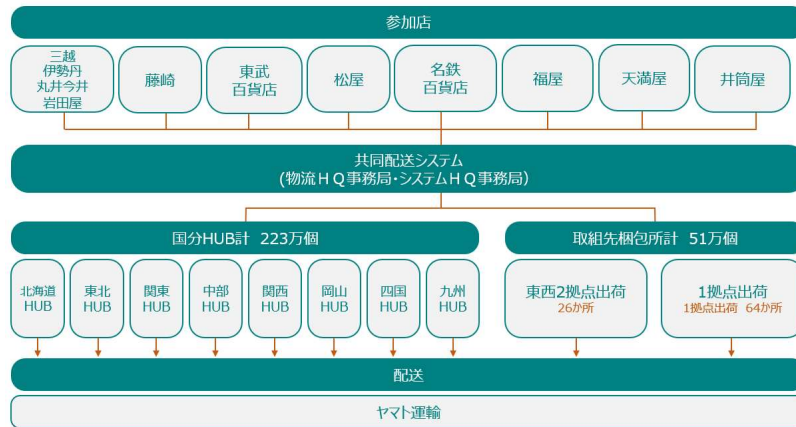 参加店
三越
伊勢丹
丸井今井
岩田屋
藤崎
東武
百貨店
松屋
名鉄
百貨店
福屋
天満屋
井筒屋
共同配送システム
(物流ＨＱ事務局・システムＨＱ事務局)
国分HUB計 223万個
取組先梱包所計 51万個
北海道
HUB
東北
HUB
関東
HUB
中部
HUB
関西
HUB
岡山
HUB
四国
HUB
九州
HUB
東西2拠点出荷
26か所
1拠点出荷
1拠点出荷 64か所
配送
ヤマト運輸